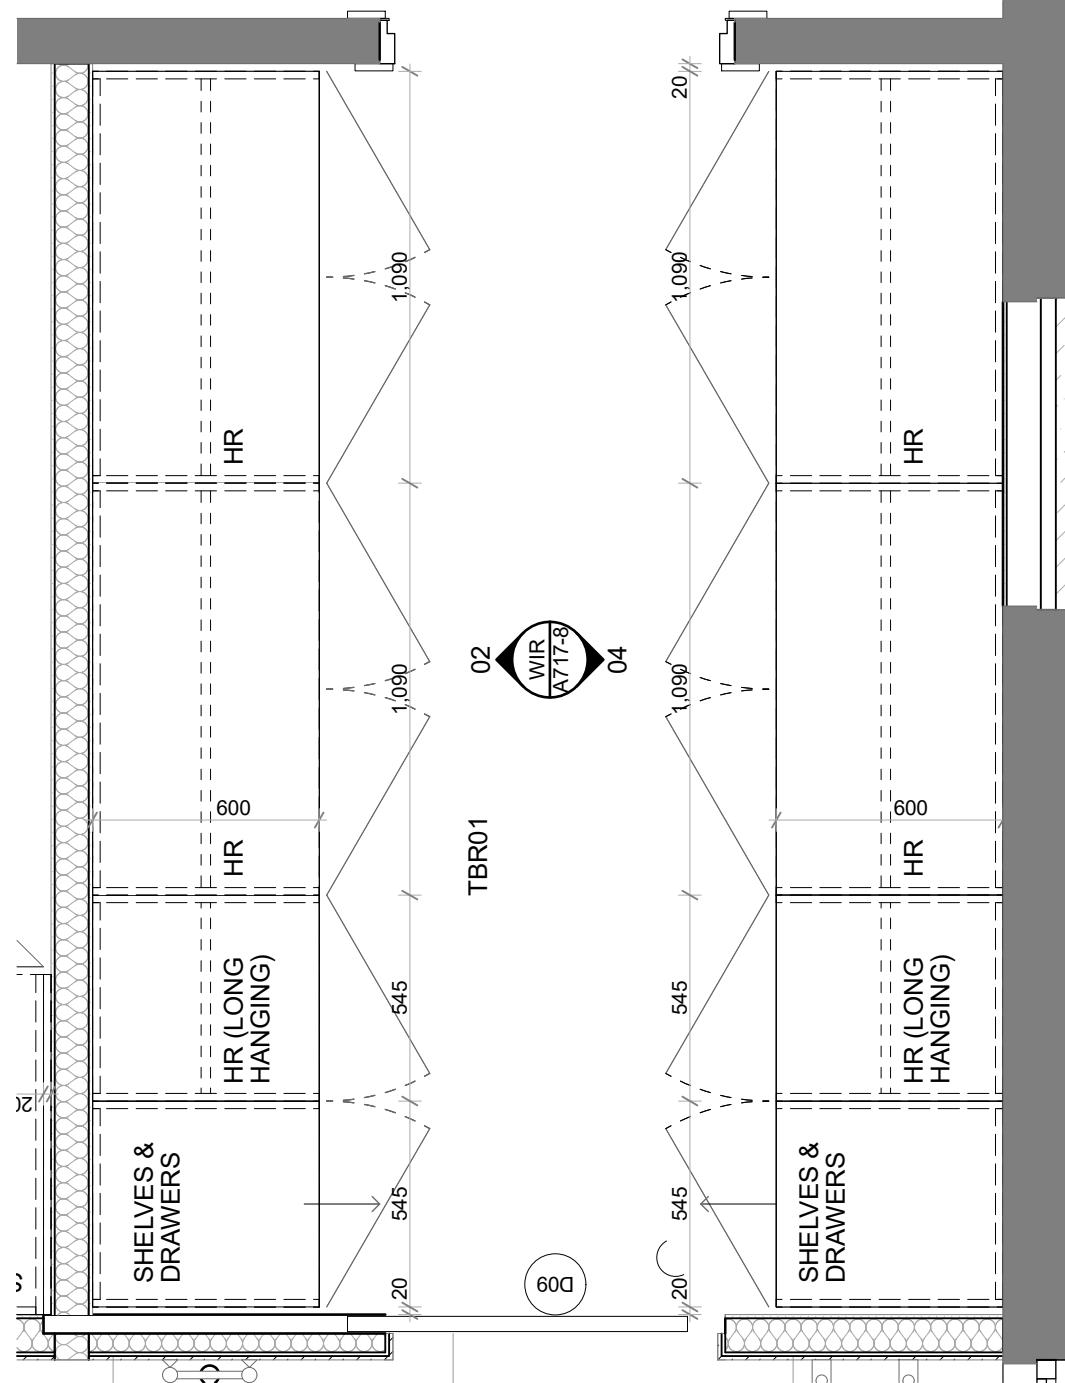 20
1,090
1,090
HR
HR
02
WIR
A717-8
04
1,090
1,090
600
600
TBR01
HR
HR
HR (LONG
HANGING)
545
545
HR (LONG
HANGING)
20
SHELVES &
DRAWERS
545
545
SHELVES &
DRAWERS
20
D09
20